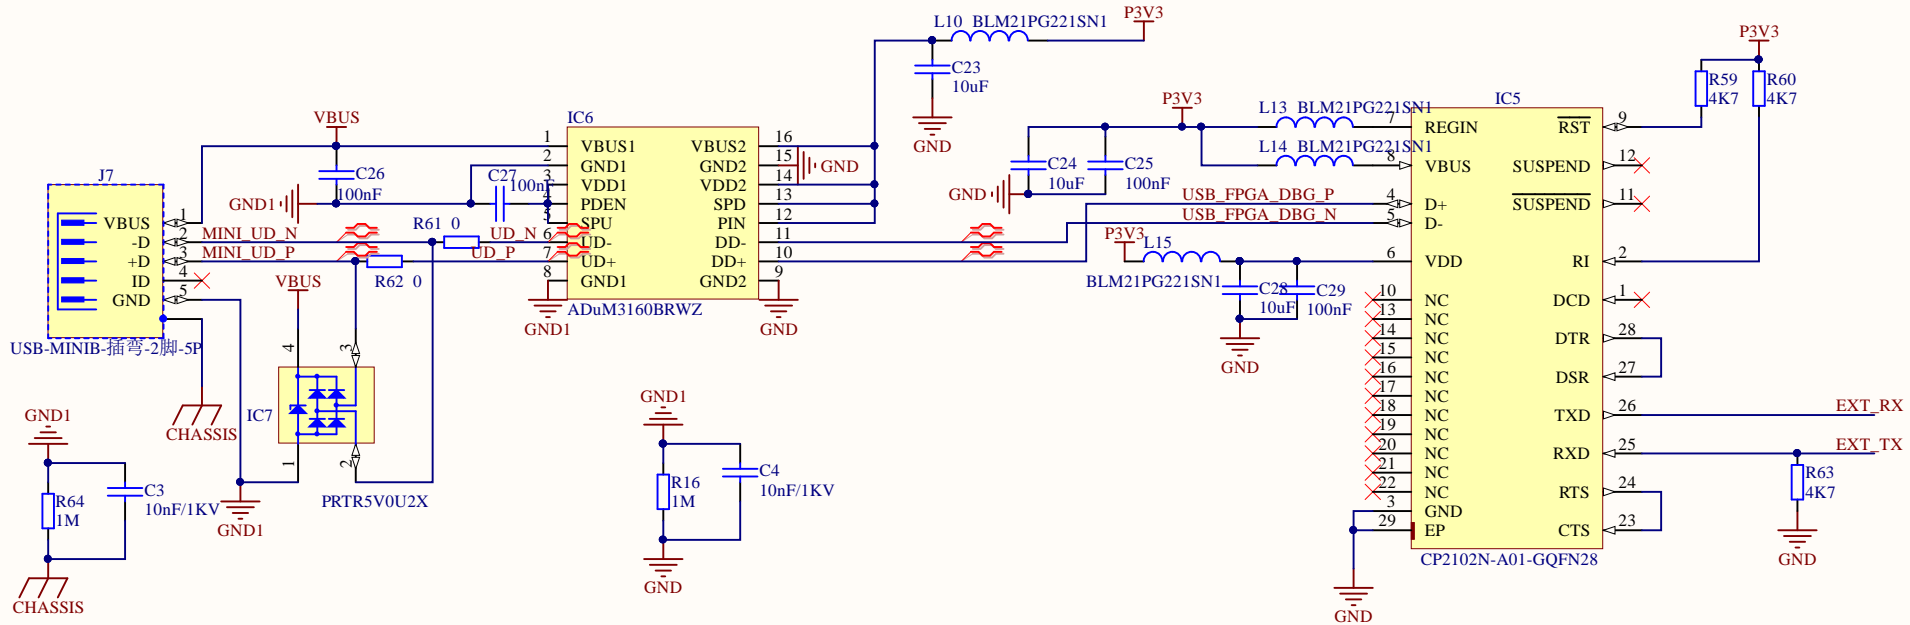 L10 BLM21PG221SN1
P3V3
C23
10uF
GND
P3V3
R59
4K7
R60
4K7
VBUS
C26
100nF
GND1
C27
100nF
IC6
1
2
3
4
5
6
7
8
VBUS1
GND1
VDD1
PDEN
SPU
UD-
UD+
GND1
VBUS2
GND2
VDD2
SPD
PIN
DD-
DD+
GND2
16
15
14
13
12
11
10
9
ADuM3160BRWZ
GND
GND1
GND
J7
VBUS
-D
+D
ID
GND
1
2
3
4
5
MINI_UD_N
MINI_UD_P
R61 0
R62 0
UD_N
UD_P
USB-MINIB-插弯-2脚-5P
VBUS
4
3
IC7
1
2
PRTR5V0U2X
CHASSIS
GND1
GND1
R64
1M
C3
10nF/1KV
CHASSIS
GND1
R16
1M
C4
10nF/1KV
GND
P3V3
L13 BLM21PG221SN1
L14 BLM21PG221SN1
C24
10uF
C25
100nF
GND
USB_FPGA_DBG_P
USB_FPGA_DBG_N
P3V3
L15
BLM21PG221SN1
C28
10uF
C29
100nF
GND
IC5
7
8
4
5
6
10
13
14
15
16
17
18
19
20
21
22
3
29
REGIN
VBUS
D+
D-
VDD
NC
NC
NC
NC
NC
NC
NC
NC
NC
NC
NC
GND
EP
RST
SUSPEND
SUSPEND
RI
DCD
DTR
DSR
TXD
RXD
RTS
CTS
9
12
11
2
1
28
27
26
25
24
23
CP2102N-A01-GQFN28
GND
EXT_RX
EXT_TX
R63
4K7
GND